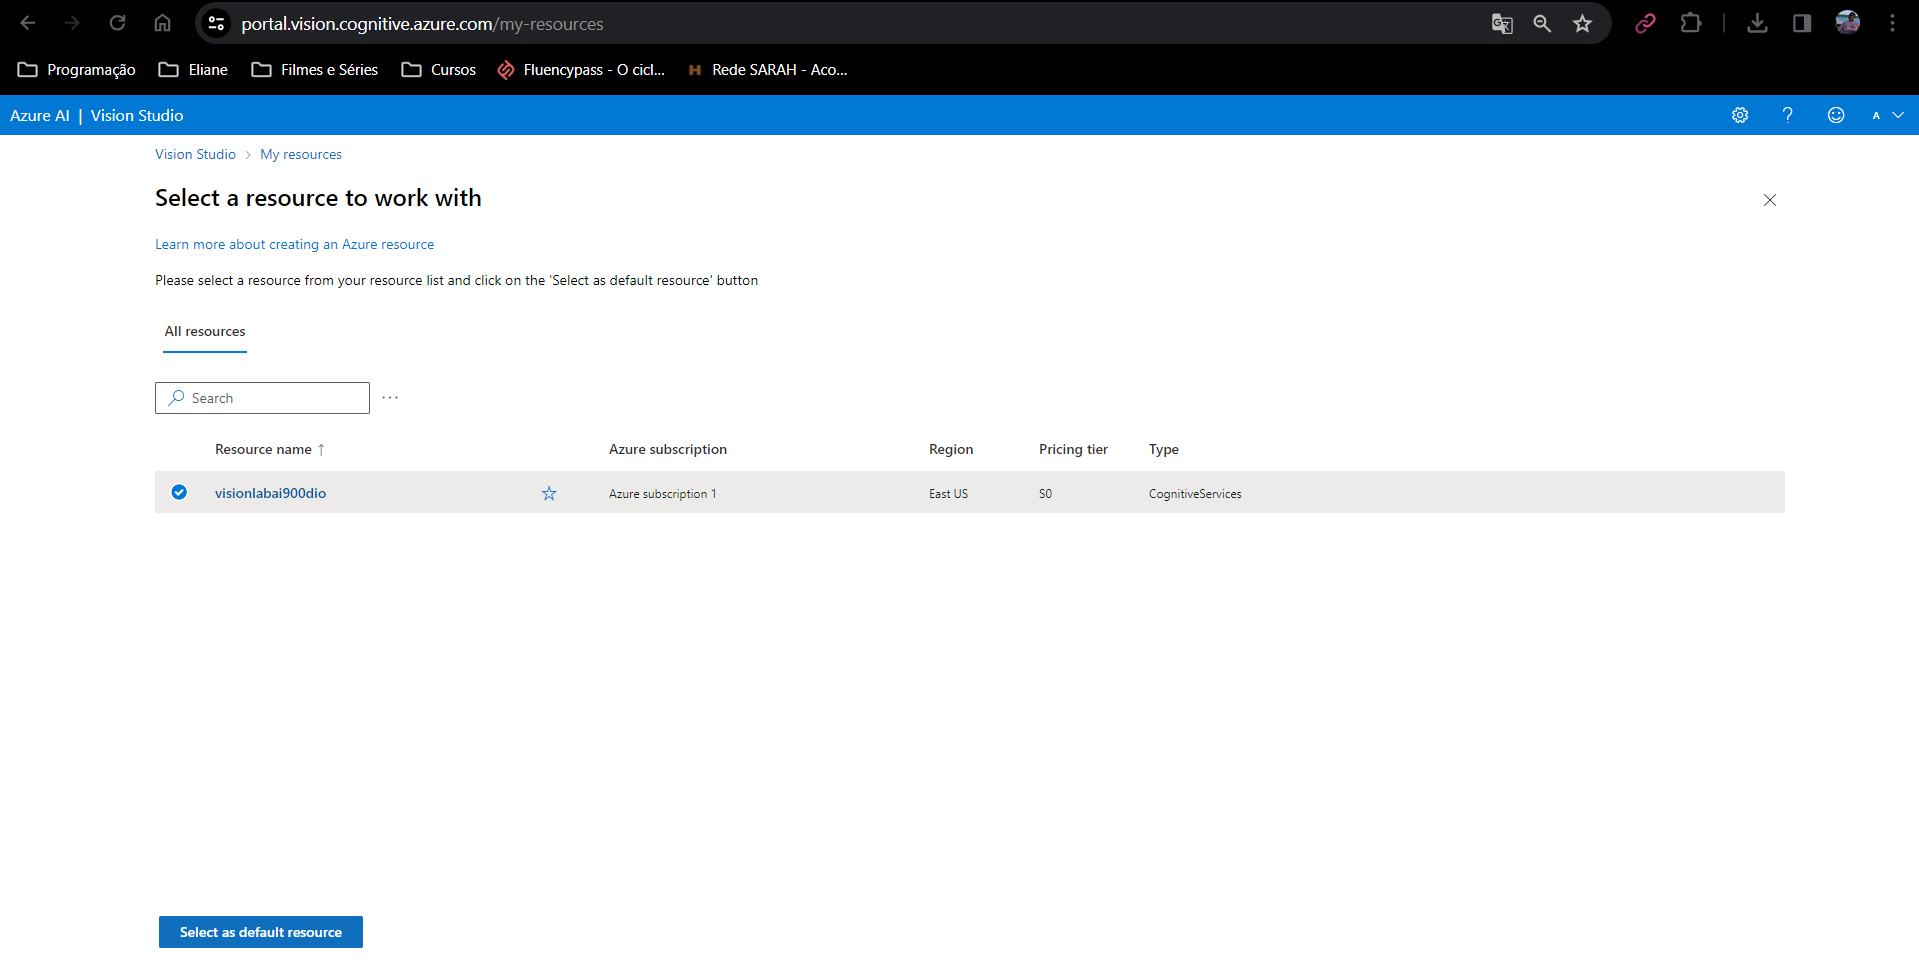 portal.vision.cognitive.azure.com/my-resources
Programação Eliane Filmes e Séries Cursos Fluencypass - O cicl... Rede SARAH - Aco...
Azure AI | Vision Studio A
Vision Studio > My resources
Select a resource to work with
Learn more about creating an Azure resource
Please select a resource from your resource list and click on the 'Select as default resource' button
All resources
Search ...
Resource name ↑ Azure subscription Region Pricing tier Type
visionlabai900dio Azure subscription 1 East US S0 CognitiveServices
Select as default resource